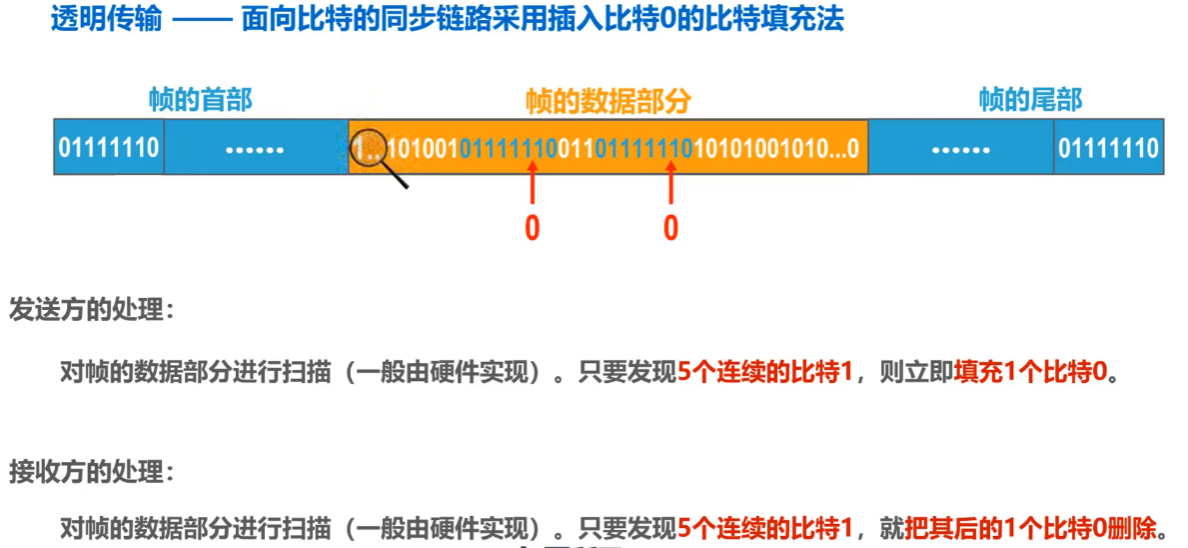 透明传输 —— 面向比特的同步链路采用插入比特0的比特填充法
帧的首部 帧的数据部分 帧的尾部
01111110 ...... 1..101001011111100110111111010101001010...0 ...... 01111110
0 0
发送方的处理：
对帧的数据部分进行扫描（一般由硬件实现）。只要发现5个连续的比特1，则立即填充1个比特0。
接收方的处理：
对帧的数据部分进行扫描（一般由硬件实现）。只要发现5个连续的比特1，就把其后的1个比特0删除。